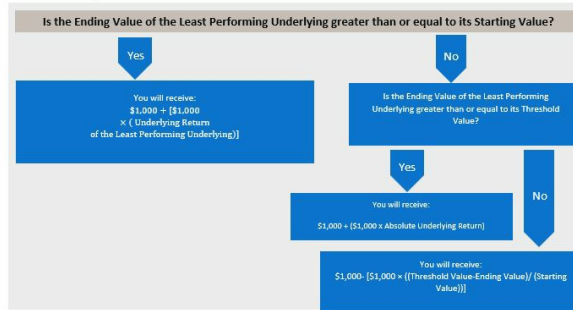 Is the Ending Value of the Least Performing Underlying greater than or equal to its Starting Value?
Yes
No
You will receive:
$1,000 + [$1,000
× ( Underlying Return
of the Least Performing Underlying)]
Is the Ending Value of the Least Performing
Underlying greater than or equal to its Threshold
Value?
Yes
No
You will receive:
$1,000 + ($1,000 x Absolute Underlying Return)
You will receive:
$1,000- [$1,000 × ((Threshold Value-Ending Value)/ (Starting
Value))]